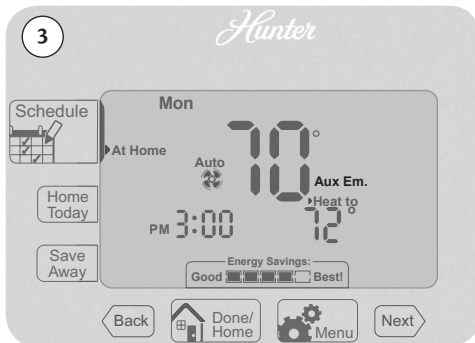 3
Hunter
Schedule
Mon
At Home
Auto
70°
Aux Em.
Heat to
72°
Home
Today
PM 3:00
Save
Away
Energy Savings:
Good Best!
Back
Done/
Home
Menu
Next